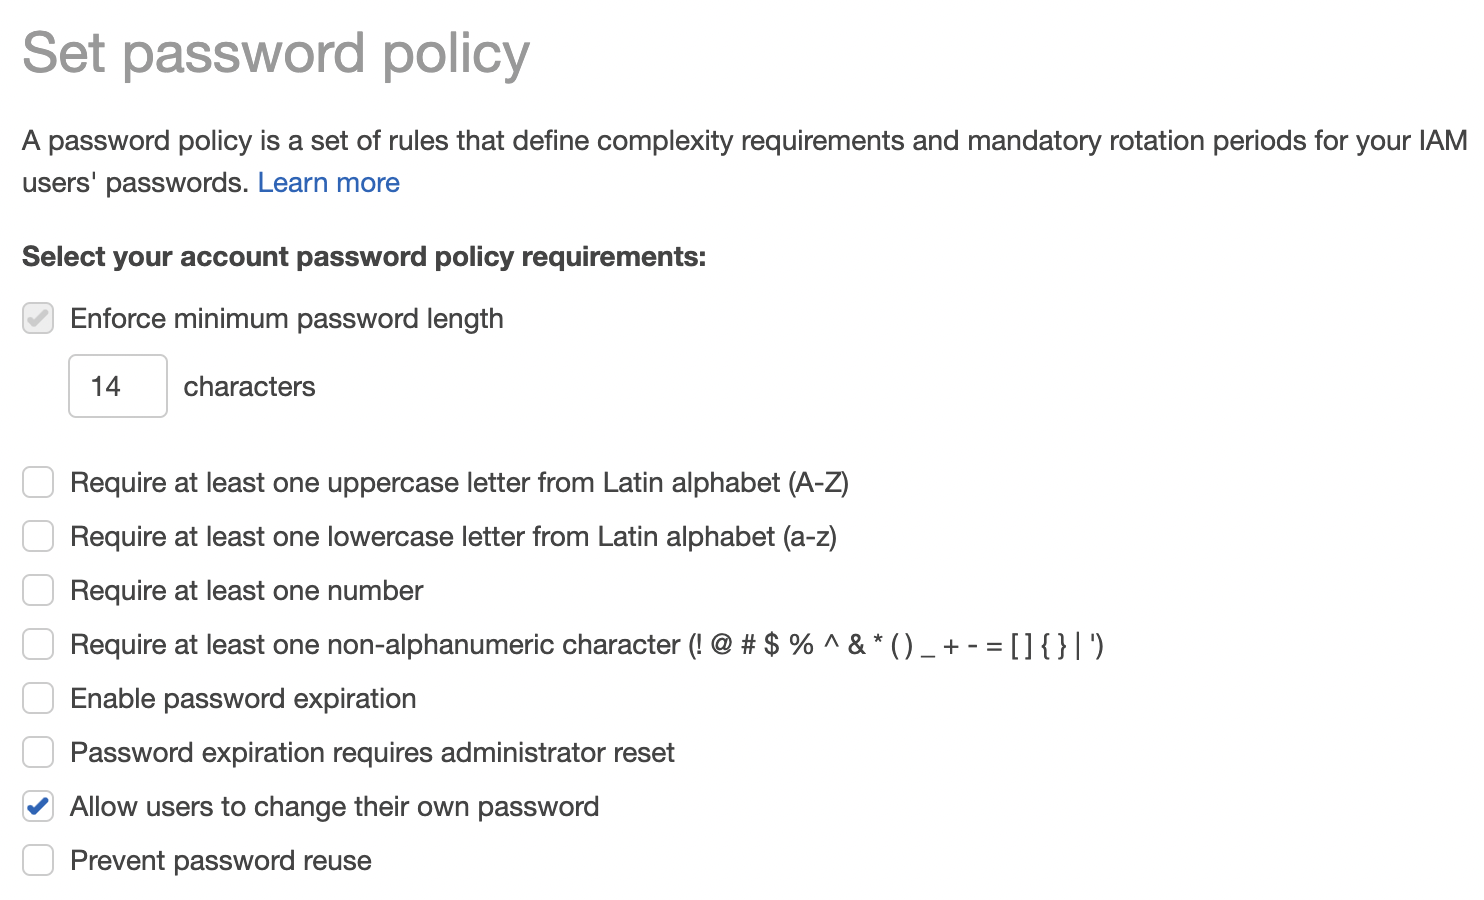 Set password policy
A password policy is a set of rules that define complexity requirements and mandatory rotation periods for your IAM
users' passwords. Learn more
Select your account password policy requirements:
Enforce minimum password length
14 characters
Require at least one uppercase letter from Latin alphabet (A-Z)
Require at least one lowercase letter from Latin alphabet (a-z)
Require at least one number
Require at least one non-alphanumeric character (! @ # $ % ^ & * ( ) _ + - = [ ] { } | ')
Enable password expiration
Password expiration requires administrator reset
Allow users to change their own password
Prevent password reuse